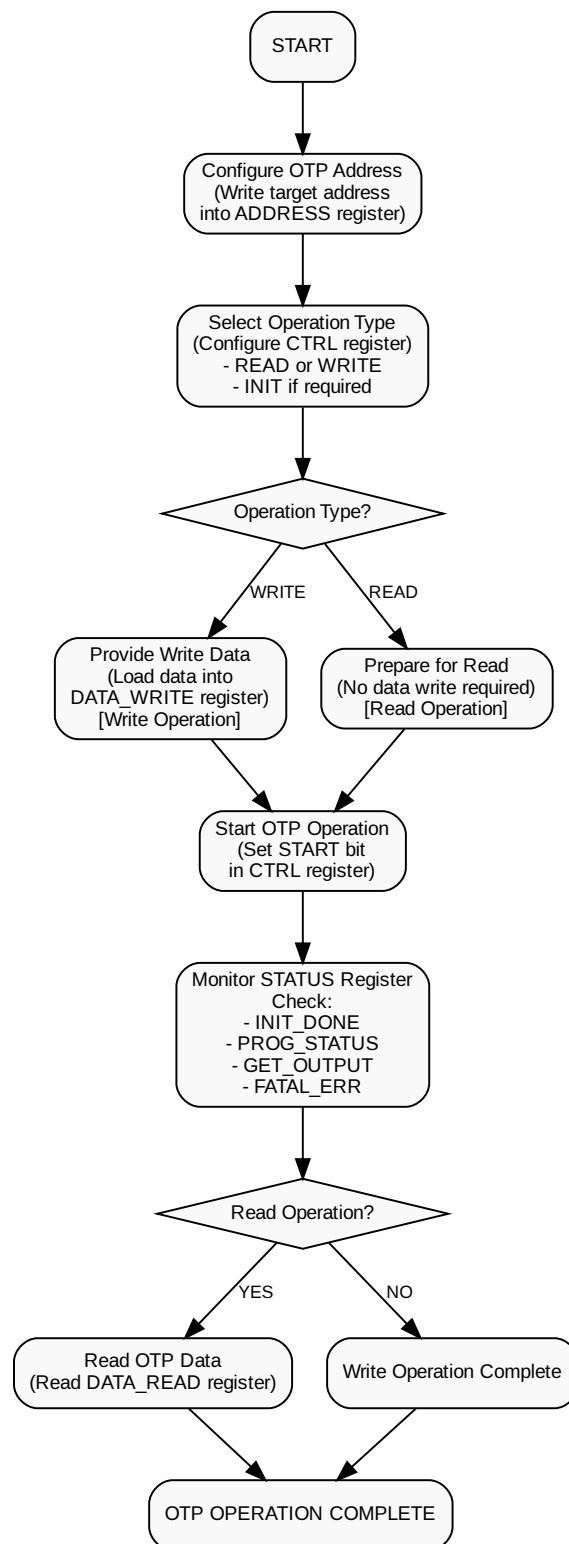 START
Configure OTP Address
(Write target address
into ADDRESS register)
Select Operation Type
(Configure CTRL register)
- READ or WRITE
- INIT if required
Operation Type?
WRITE
READ
Provide Write Data
(Load data into
DATA_WRITE register)
[Write Operation]
Prepare for Read
(No data write required)
[Read Operation]
Start OTP Operation
(Set START bit
in CTRL register)
Monitor STATUS Register
Check:
- INIT_DONE
- PROG_STATUS
- GET_OUTPUT
- FATAL_ERR
Read Operation?
YES
NO
Read OTP Data
(Read DATA_READ register)
Write Operation Complete
OTP OPERATION COMPLETE